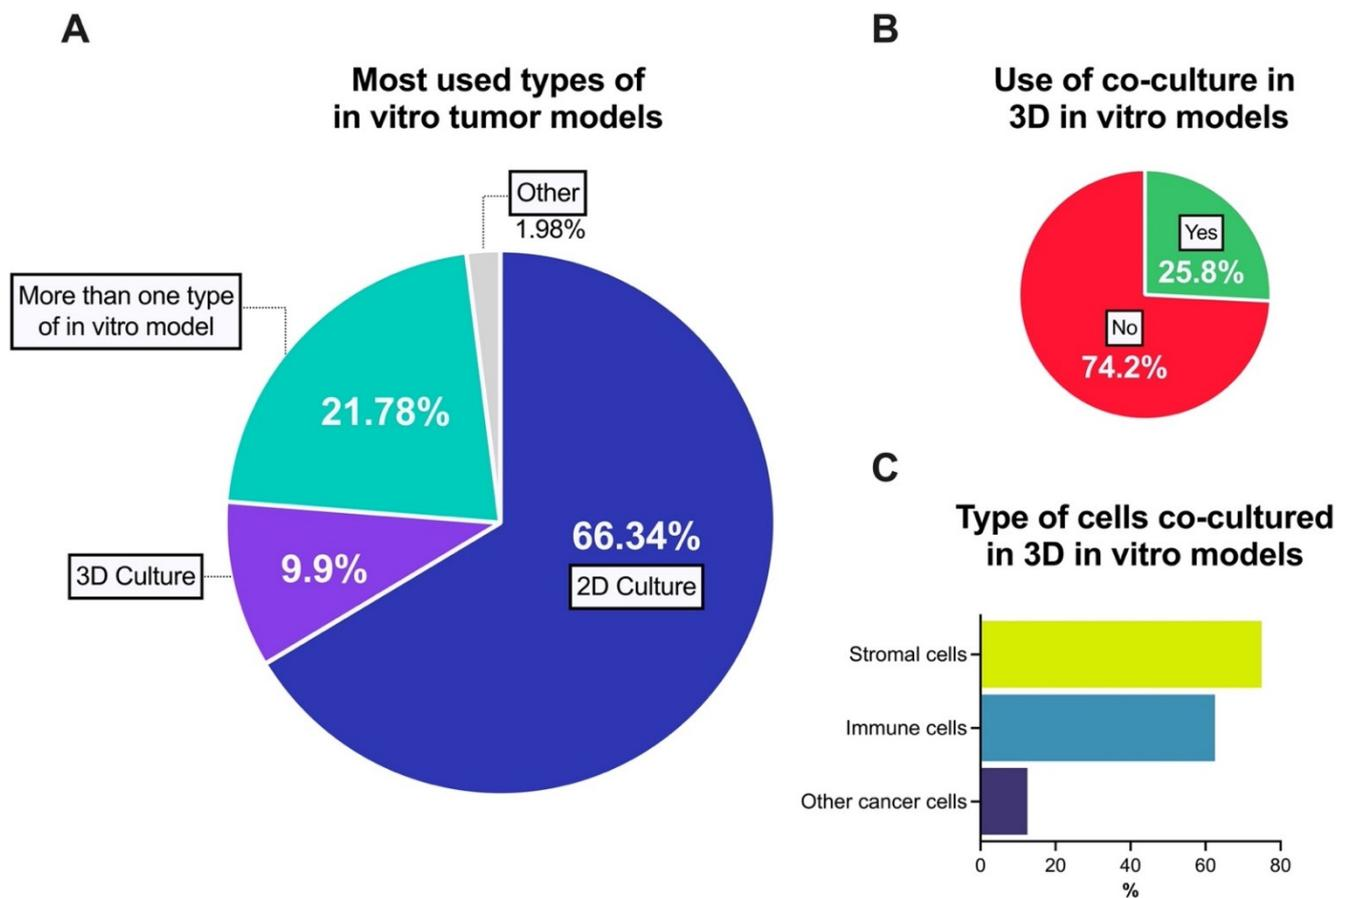 A
Most used types of
in vitro tumor models
Other
1.98%
More than one type
of in vitro model
21.78%
3D Culture
9.9%
66.34%
2D Culture
B
Use of co-culture in
3D in vitro models
Yes
25.8%
No
74.2%
C
Type of cells co-cultured
in 3D in vitro models
Stromal cells
Immune cells
Other cancer cells
0 20 40 60 80
%